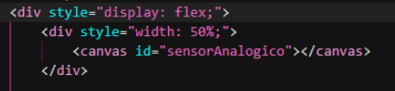 <div style="display: flex;">
<div style="width: 50%;">
<canvas id="sensorAnalogico"></canvas>
</div>